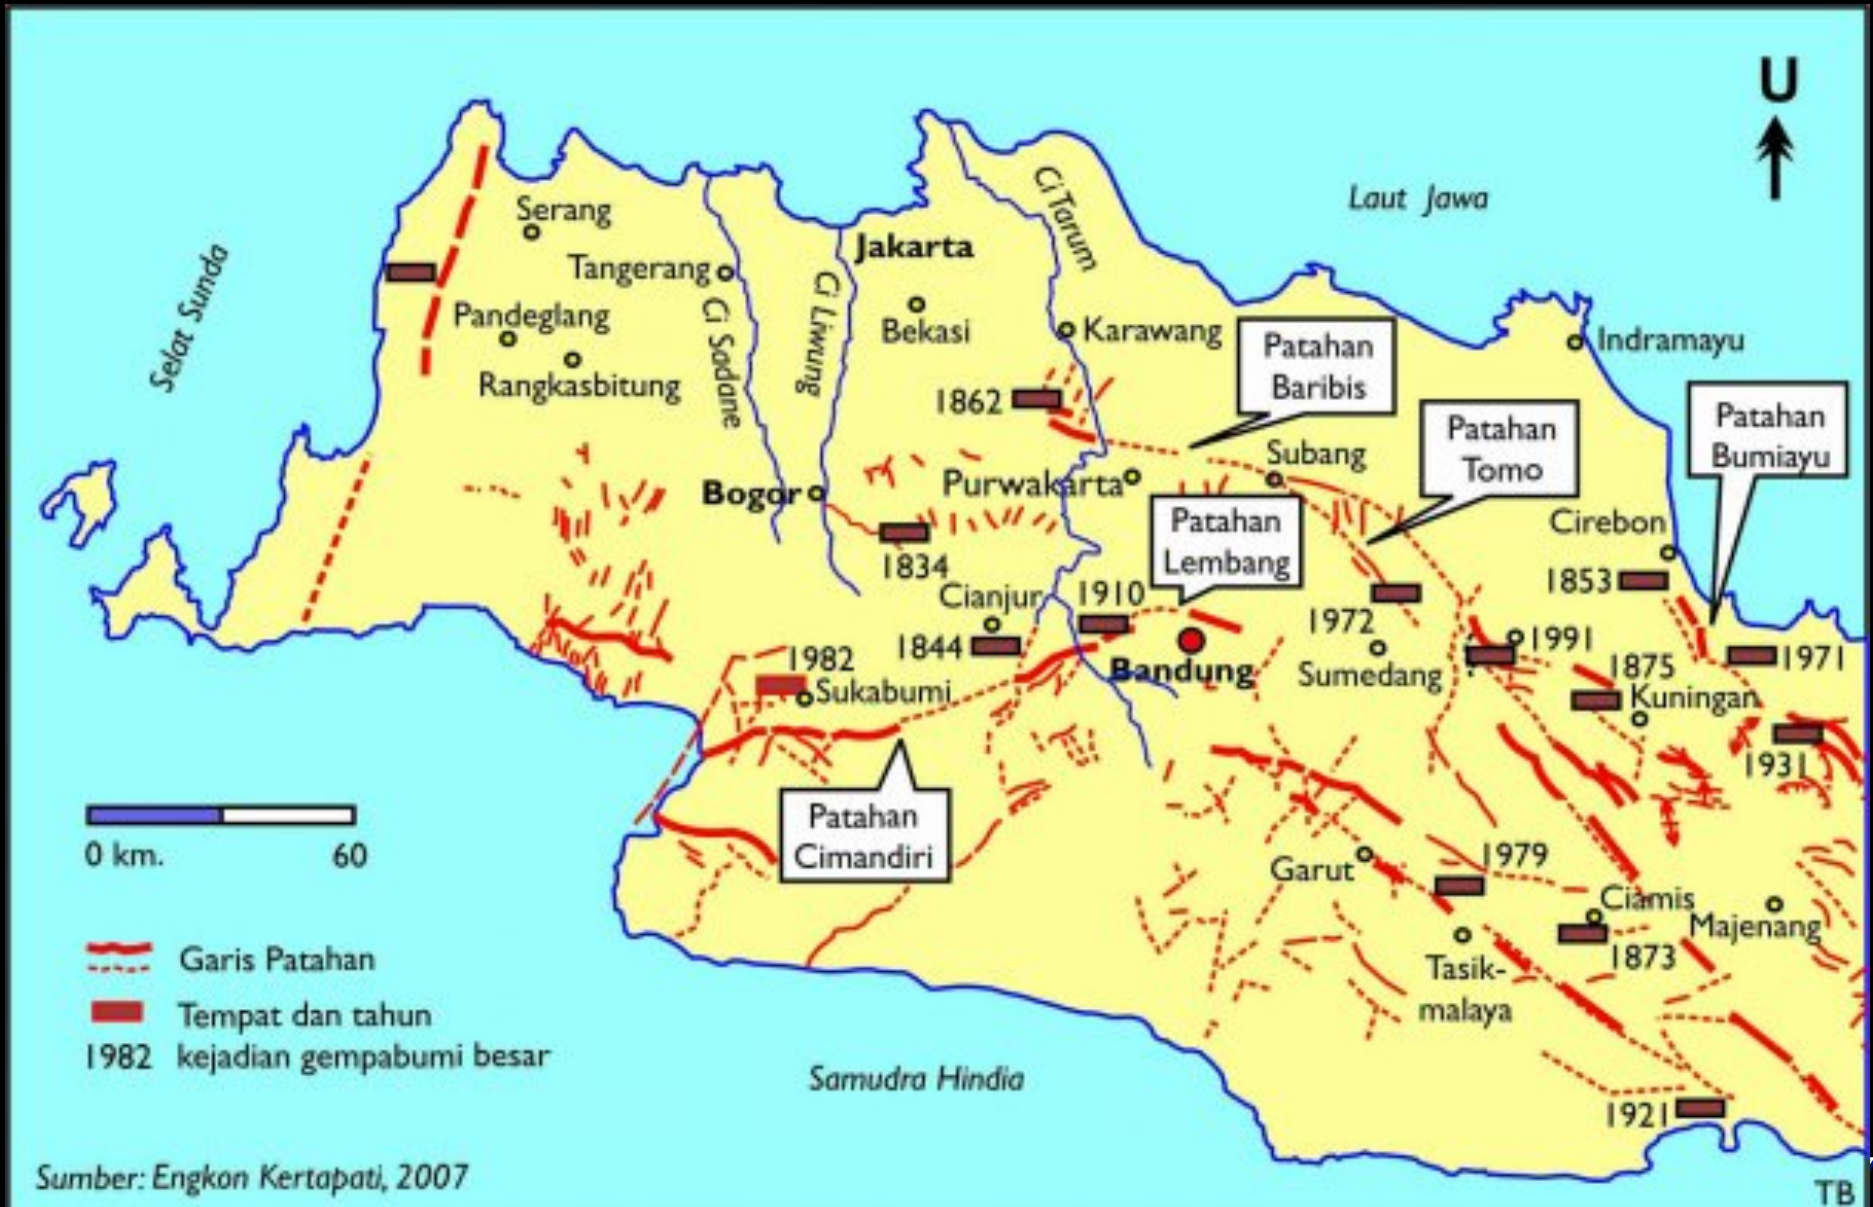 U
Laut Jawa
Selat Sunda
Serang
Tangerang
Pandeglang
Rangkasbitung
Ci Sadane
Ci Liwung
Jakarta
Bekasi
Ci Tarum
Karawang
Indramayu
Patahan
Baribis
Patahan
Tomo
Patahan
Bumiayu
1862
Bogor
Purwakarta
Subang
Patahan
Lembang
Cirebon
1834
Cianjur
1910
1853
1844
Bandung
1972
Sumedang
1991
1875
1971
1982
Sukabumi
Kuningan
1931
Patahan
Cimandiri
0 km.
60
Garut
1979
Ciamis
Majenang
1873
Tasik-
malaya
Garis Patahan
Tempat dan tahun
1982 kejadian gempabumi besar
Samudra Hindia
1921
Sumber: Engkon Kertapati, 2007
TB